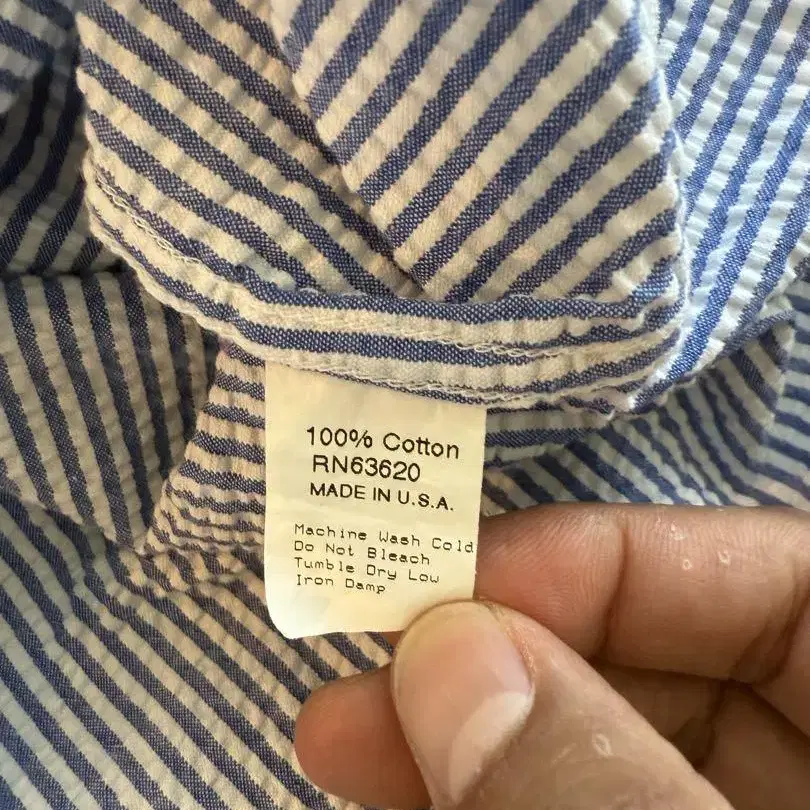 100% Cotton
RN63620
MADE IN U.S.A.
Machine Wash Cold
Do Not Bleach
Tumble Dry Low
Iron Damp